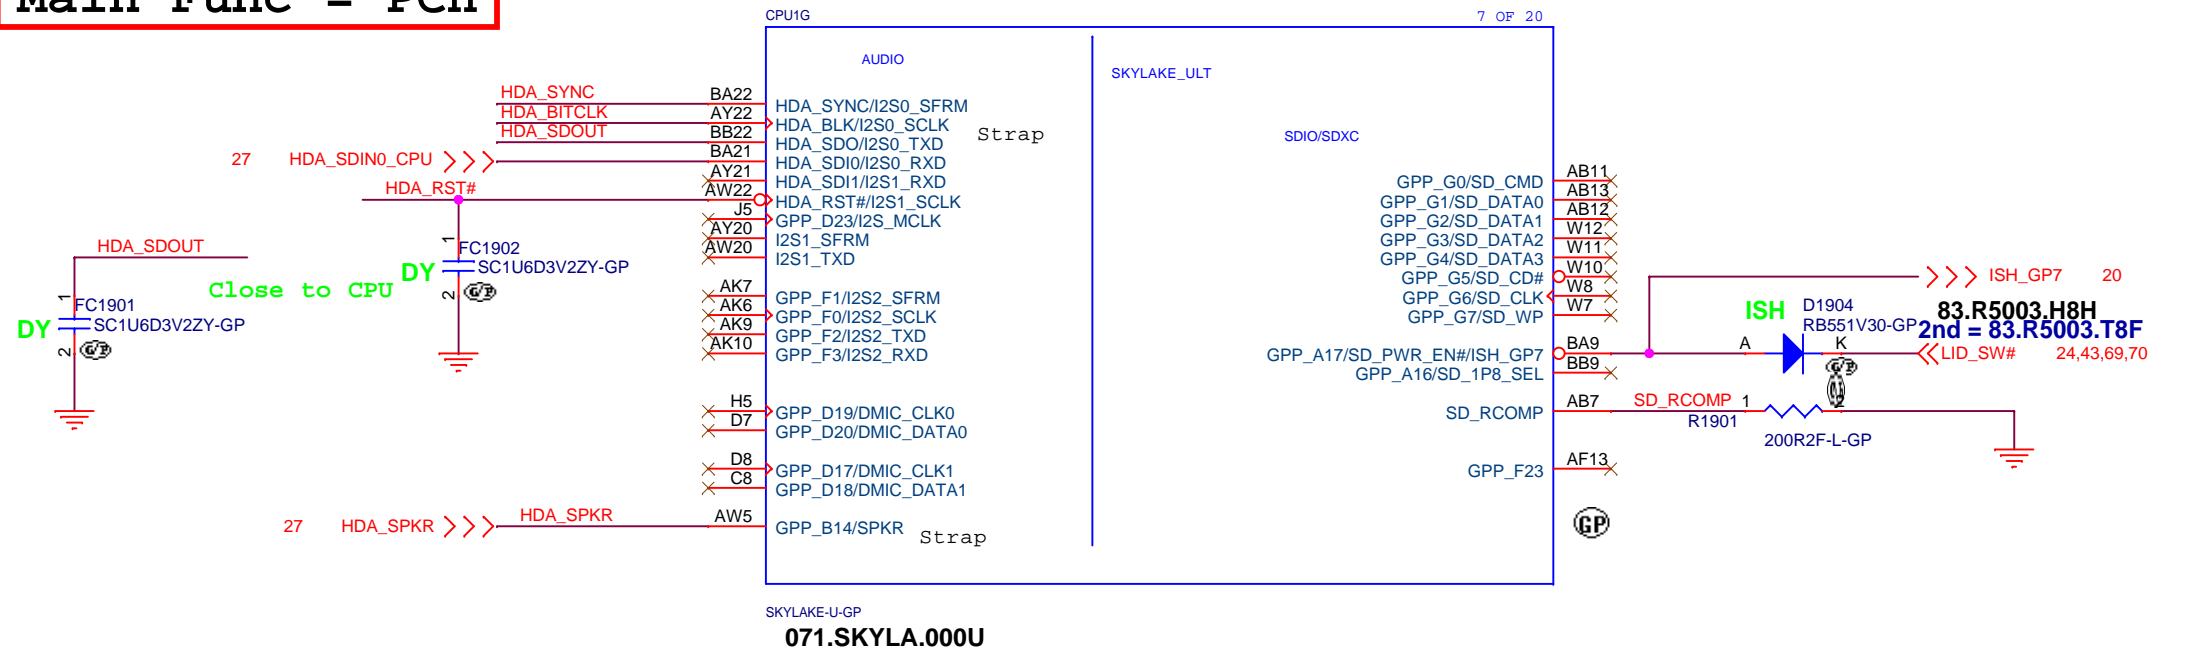 Main Func = PCH
CPU1G
7 OF 20
AUDIO
SKYLAKE_ULT
SDIO/SDXC
HDA_SYNC BA22 HDA_SYNC/I2S0_SFRM
HDA_BITCLK AY22 HDA_BLK/I2S0_SCLK
HDA_SDOUT BB22 HDA_SDO/I2S0_TXD
Strap
27 HDA_SDIN0_CPU BA21 HDA_SDI0/I2S0_RXD
AY21 HDA_SDI1/I2S1_RXD
HDA_RST# AW22 HDA_RST#/I2S1_SCLK
J5 GPP_D23/I2S_MCLK
AY20 I2S1_SFRM
AW20 I2S1_TXD
AK7 GPP_F1/I2S2_SFRM
AK6 GPP_F0/I2S2_SCLK
AK9 GPP_F2/I2S2_TXD
AK10 GPP_F3/I2S2_RXD
H5 GPP_D19/DMIC_CLK0
D7 GPP_D20/DMIC_DATA0
D8 GPP_D17/DMIC_CLK1
C8 GPP_D18/DMIC_DATA1
27 HDA_SPKR HDA_SPKR AW5 GPP_B14/SPKR
Strap
HDA_SDOUT
1
FC1901
DY SC1U6D3V2ZY-GP
2 G/P
Close to CPU
1
FC1902
DY SC1U6D3V2ZY-GP
2 G/P
GPP_G0/SD_CMD AB11
GPP_G1/SD_DATA0 AB13
GPP_G2/SD_DATA1 AB12
GPP_G3/SD_DATA2 W12
GPP_G4/SD_DATA3 W11
GPP_G5/SD_CD# W10
GPP_G6/SD_CLK W8
GPP_G7/SD_WP W7
GPP_A17/SD_PWR_EN#/ISH_GP7 BA9
GPP_A16/SD_1P8_SEL BB9
SD_RCOMP AB7 SD_RCOMP 1 2
R1901
200R2F-L-GP
GPP_F23 AF13
ISH_GP7 20
ISH D1904
RB551V30-GP
83.R5003.H8H
2nd = 83.R5003.T8F
A K
LID_SW# 24,43,69,70
G/P
GP
SKYLAKE-U-GP
071.SKYLA.000U